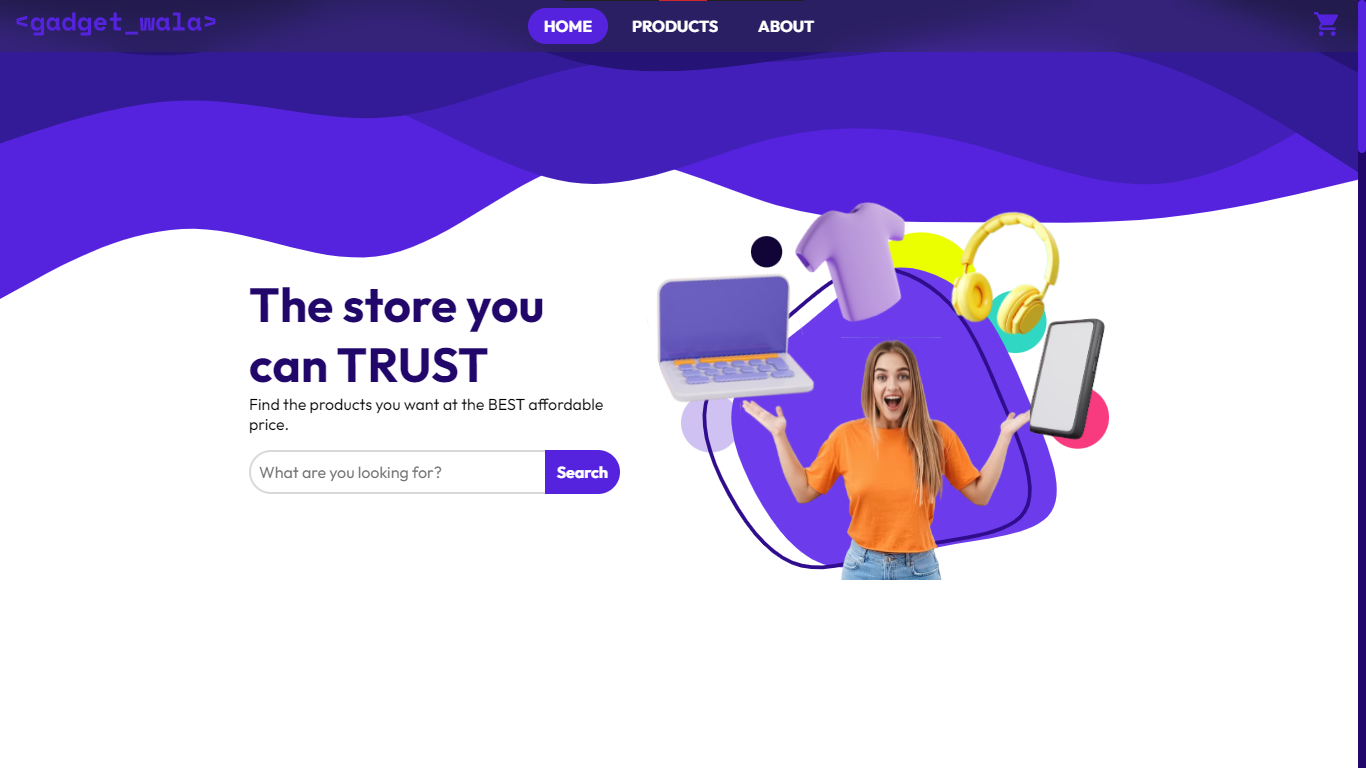 <gadget_wala>
HOME
PRODUCTS
ABOUT
The store you
can TRUST
Find the products you want at the BEST affordable
price.
What are you looking for?
Search